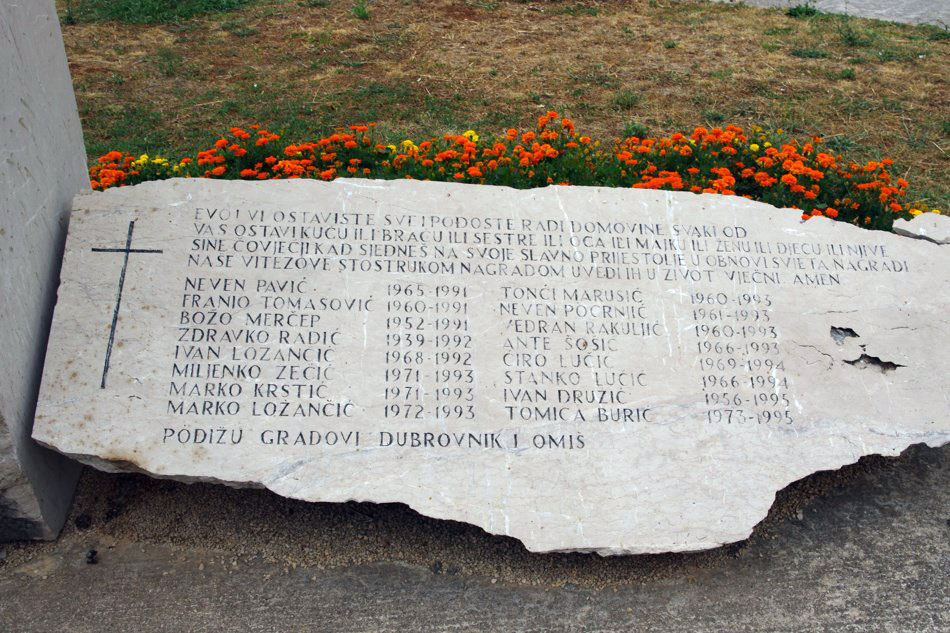 EVO I VI OSTAVISTE SVE I POĐOSTE RADI DOMOVINE SVAKI OD
VAS OSTAVI KUĆU ILI BRAĆU ILI SESTRE ILI OCA ILI MAJKU ILI ŽENU ILI DJECU ILI NJIVE
SINE ČOVJEČJI KAD SJEDNEŠ NA SVOJE SLAVNO PRIJESTOLJE U OBNOVI SVIJETA NAGRADI
NAŠE VITEZOVE STOSTRUKOM NAGRADOM UVEDI IH U ŽIVOT VJEČNI AMEN
NEVEN PAVIĆ 1965-1991
FRANJO TOMASOVIĆ 1960-1991
BOŽO MERČEP 1952-1991
ZDRAVKO RADIĆ 1939-1992
IVAN LOZANČIĆ 1968-1992
MILJENKO ZEČIĆ 1971-1993
MARKO KRSTIĆ 1971-1993
MARKO LOZANČIĆ 1972-1993
TONČI MARUSIĆ 1960-1993
NEVEN POCRNIĆ 1961-1993
VEDRAN RAKULJIĆ 1960-1993
ANTE ŠOŠIĆ 1966-1993
ĆIRO LUČIĆ 1969-1994
STANKO LUČIĆ 1966-1994
IVAN DRUŽIĆ 1956-1995
TOMICA BURIĆ 1973-1995
PODIŽU GRADOVI DUBROVNIK I OMIŠ